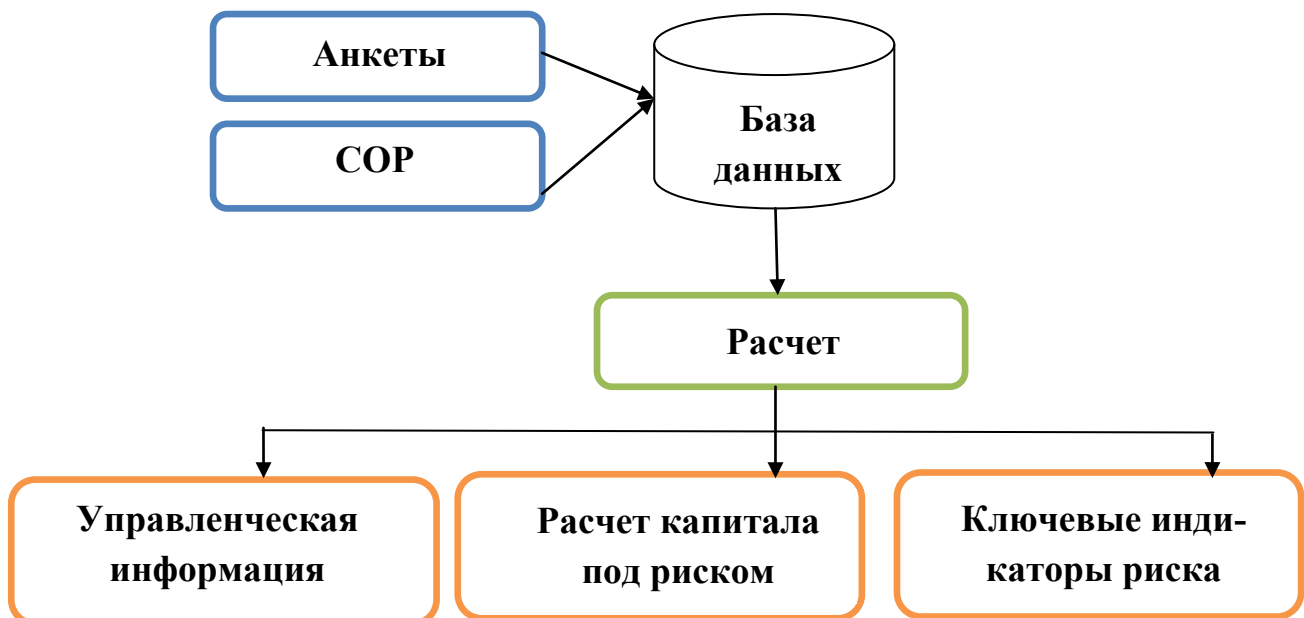 Анкеты
СОР
База
данных
Расчет
Управленческая
информация
Расчет капитала
под риском
Ключевые инди-
каторы риска